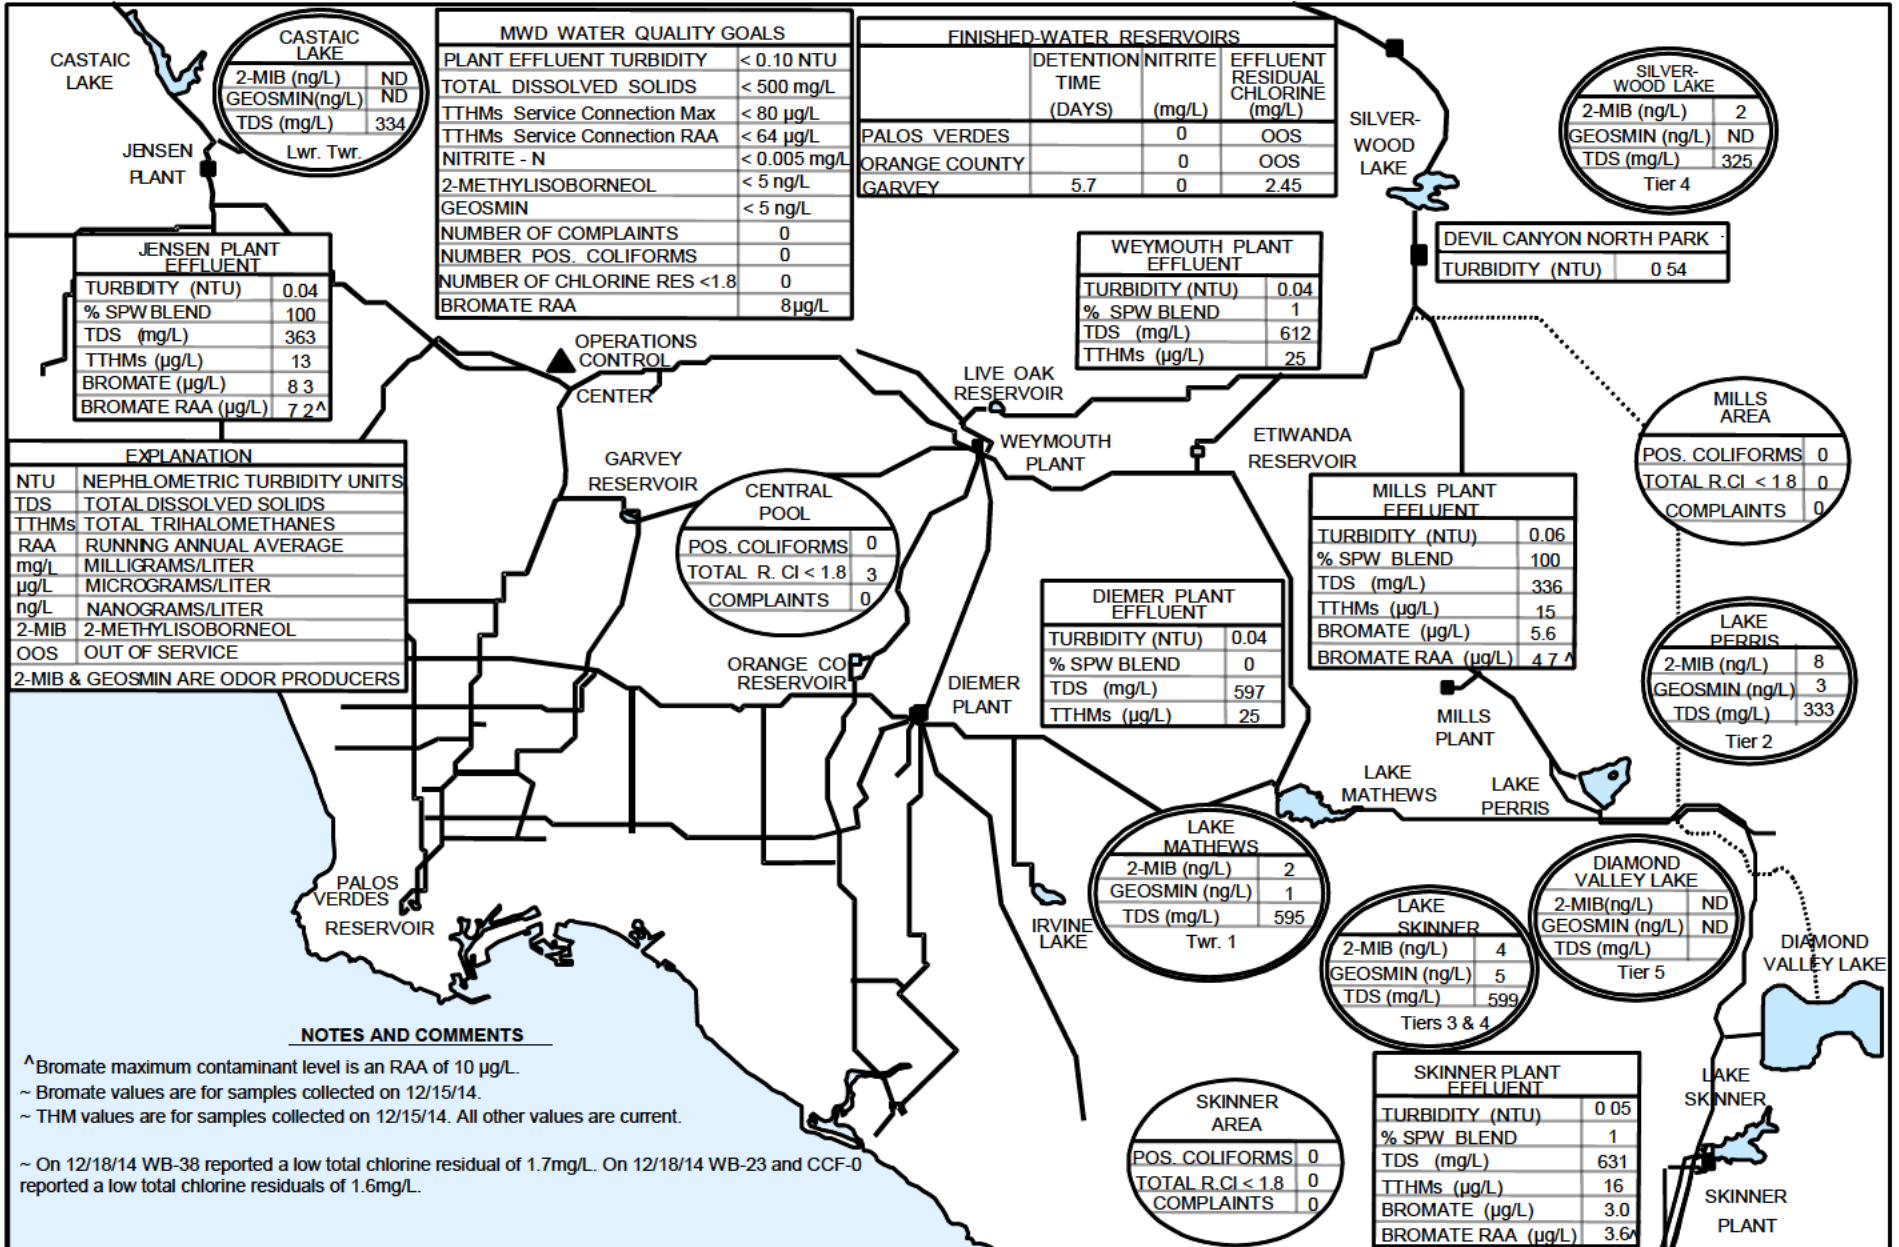 CASTAIC
LAKE
CASTAIC
LAKE
2-MIB (ng/L) ND
GEOSMIN(ng/L) ND
TDS (mg/L) 334
Lwr. Twr.
JENSEN
PLANT
MWD WATER QUALITY GOALS
PLANT EFFLUENT TURBIDITY < 0.10 NTU
TOTAL DISSOLVED SOLIDS < 500 mg/L
TTHMs Service Connection Max < 80 µg/L
TTHMs Service Connection RAA < 64 µg/L
NITRITE - N < 0.005 mg/L
2-METHYLISOBORNEOL < 5 ng/L
GEOSMIN < 5 ng/L
NUMBER OF COMPLAINTS 0
NUMBER POS. COLIFORMS 0
NUMBER OF CHLORINE RES <1.8 0
BROMATE RAA 8µg/L
FINISHED-WATER RESERVOIRS
DETENTION NITRITE EFFLUENT
TIME RESIDUAL
CHLORINE
(DAYS) (mg/L) (mg/L)
PALOS VERDES 0 OOS
ORANGE COUNTY 0 OOS
GARVEY 5.7 0 2.45
SILVER-
WOOD
LAKE
SILVER-
WOOD LAKE
2-MIB (ng/L) 2
GEOSMIN (ng/L) ND
TDS (mg/L) 325
Tier 4
DEVIL CANYON NORTH PARK
TURBIDITY (NTU) 0 54
JENSEN PLANT
EFFLUENT
TURBIDITY (NTU) 0.04
% SPW BLEND 100
TDS (mg/L) 363
TTHMs (µg/L) 13
BROMATE (µg/L) 8 3
BROMATE RAA (µg/L) 7 2^
WEYMOUTH PLANT
EFFLUENT
TURBIDITY (NTU) 0.04
% SPW BLEND 1
TDS (mg/L) 612
TTHMs (µg/L) 25
OPERATIONS
CONTROL
CENTER
LIVE OAK
RESERVOIR
WEYMOUTH
PLANT
ETIWANDA
RESERVOIR
MILLS
AREA
POS. COLIFORMS 0
TOTAL R.Cl < 1 8 0
COMPLAINTS 0
EXPLANATION
NTU NEPHELOMETRIC TURBIDITY UNITS
TDS TOTAL DISSOLVED SOLIDS
TTHMs TOTAL TRIHALOMETHANES
RAA RUNNING ANNUAL AVERAGE
mg/L MILLIGRAMS/LITER
µg/L MICROGRAMS/LITER
ng/L NANOGRAMS/LITER
2-MIB 2-METHYLISOBORNEOL
OOS OUT OF SERVICE
2-MIB & GEOSMIN ARE ODOR PRODUCERS
GARVEY
RESERVOIR
CENTRAL
POOL
POS. COLIFORMS 0
TOTAL R. Cl < 1.8 3
COMPLAINTS 0
MILLS PLANT
EFFLUENT
TURBIDITY (NTU) 0.06
% SPW BLEND 100
TDS (mg/L) 336
TTHMs (µg/L) 15
BROMATE (µg/L) 5.6
BROMATE RAA (µg/L) 4 7 ^
DIEMER PLANT
EFFLUENT
TURBIDITY (NTU) 0.04
% SPW BLEND 0
TDS (mg/L) 597
TTHMs (µg/L) 25
LAKE
PERRIS
2-MIB (ng/L) 8
GEOSMIN (ng/L) 3
TDS (mg/L) 333
Tier 2
ORANGE CO
RESERVOIR
DIEMER
PLANT
MILLS
PLANT
LAKE
MATHEWS
LAKE
PERRIS
LAKE
MATHEWS
2-MIB (ng/L) 2
GEOSMIN (ng/L) 1
TDS (mg/L) 595
Twr. 1
DIAMOND
VALLEY LAKE
2-MIB(ng/L) ND
GEOSMIN (ng/L) ND
TDS (mg/L)
Tier 5
PALOS
VERDES
RESERVOIR
IRVINE
LAKE
LAKE
SKINNER
2-MIB (ng/L) 4
GEOSMIN (ng/L) 5
TDS (mg/L) 599
Tiers 3 & 4
DIAMOND
VALLEY LAKE
NOTES AND COMMENTS
^Bromate maximum contaminant level is an RAA of 10 µg/L.
~ Bromate values are for samples collected on 12/15/14.
~ THM values are for samples collected on 12/15/14. All other values are current.
~ On 12/18/14 WB-38 reported a low total chlorine residual of 1.7mg/L. On 12/18/14 WB-23 and CCF-0
reported a low total chlorine residuals of 1.6mg/L.
SKINNER
AREA
POS. COLIFORMS 0
TOTAL R.Cl < 1.8 0
COMPLAINTS 0
SKINNER PLANT
EFFLUENT
TURBIDITY (NTU) 0 05
% SPW BLEND 1
TDS (mg/L) 631
TTHMs (µg/L) 16
BROMATE (µg/L) 3.0
BROMATE RAA (µg/L) 3.6^
LAKE
SKINNER
SKINNER
PLANT